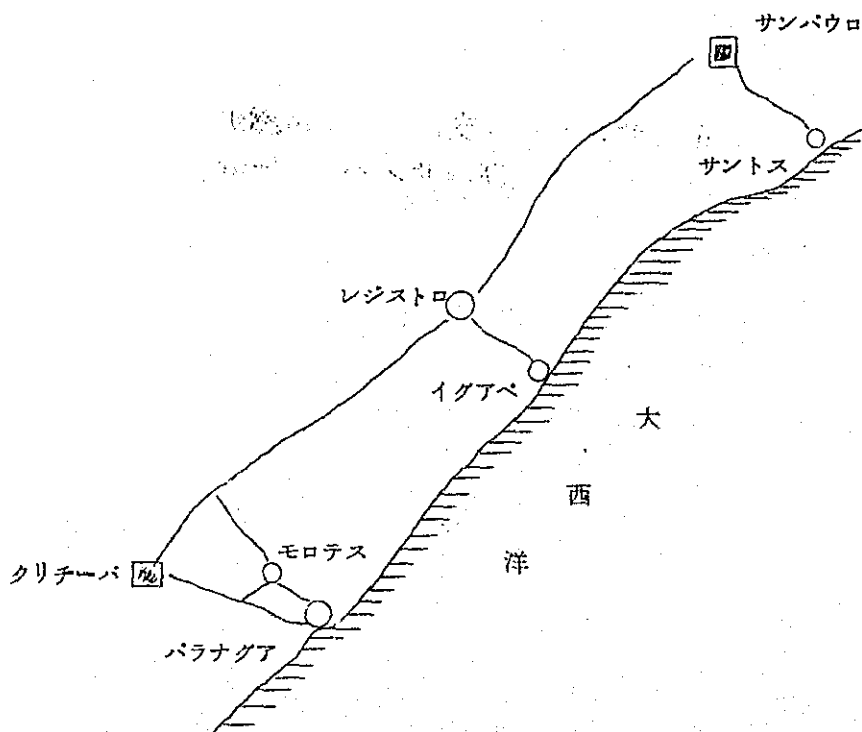 サンパウロ
サントス
レジストロ
イグアペ
大
西
洋
モロテス
クリチーバ
パラナグア